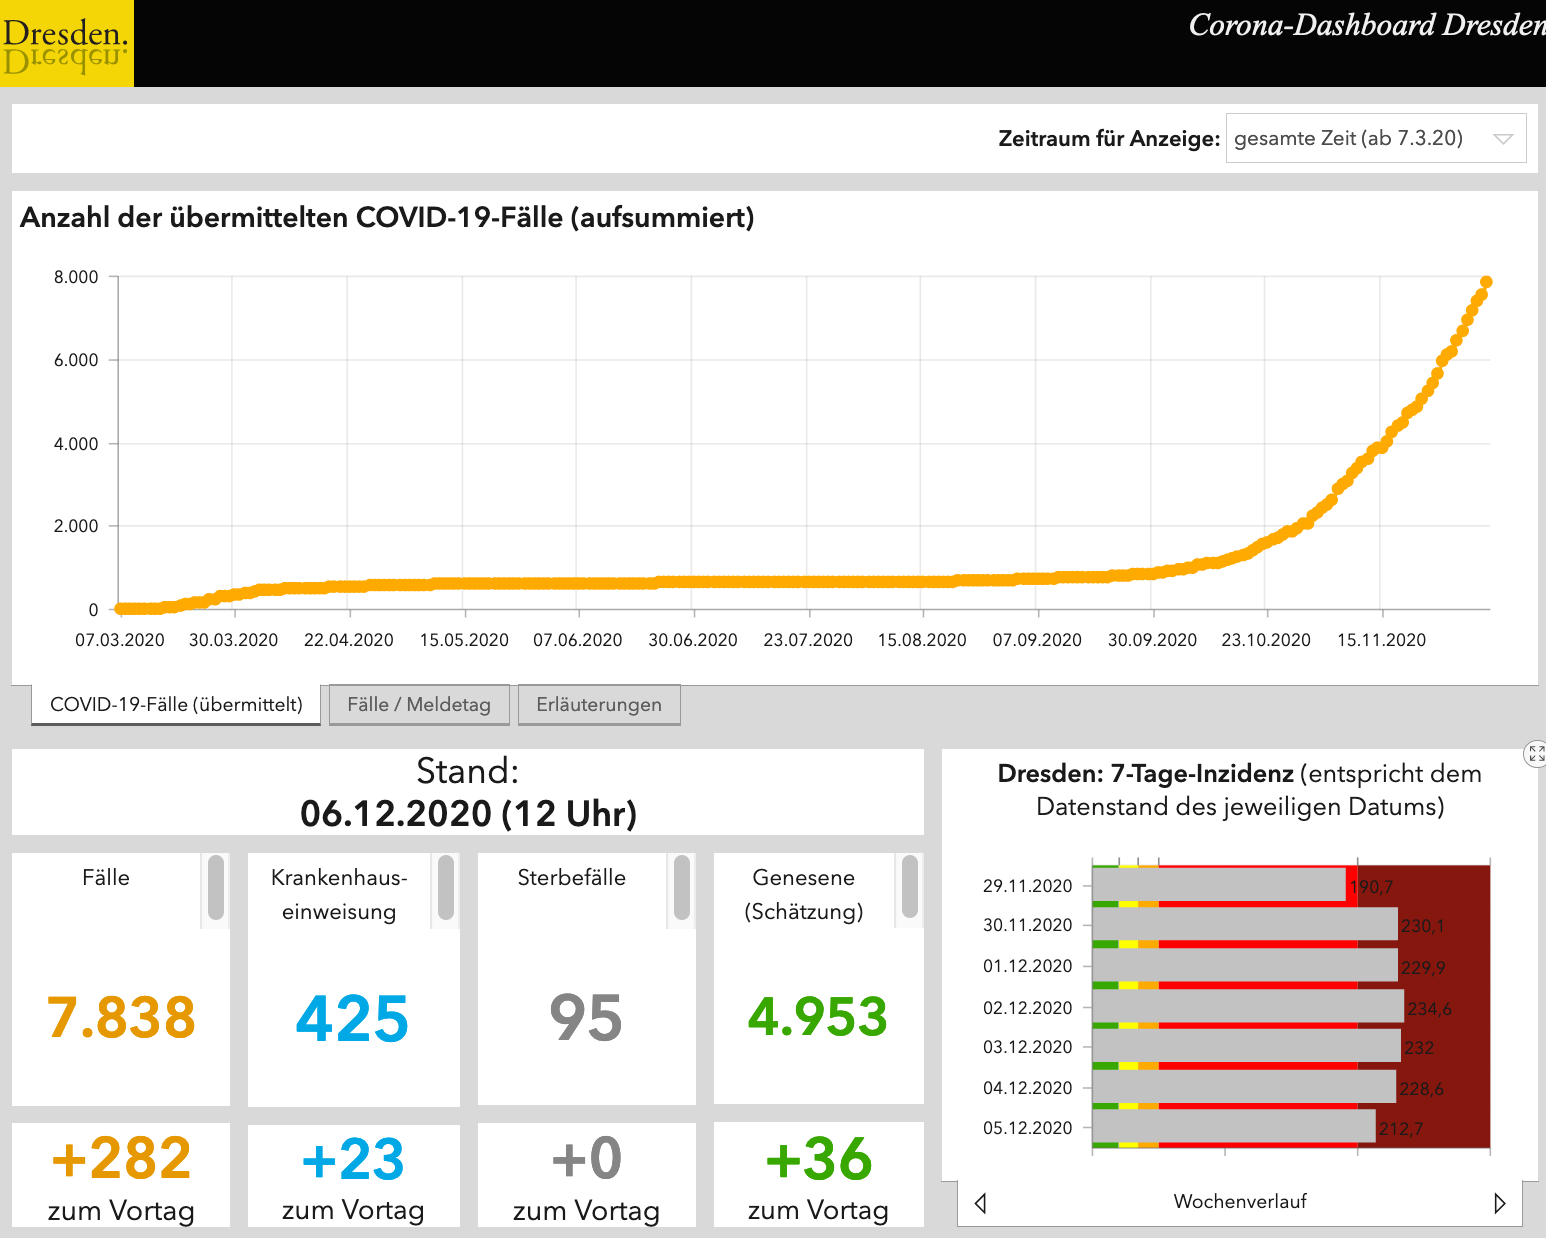 Dresden.
Dresden.
Corona-Dashboard Dresden
Zeitraum für Anzeige: gesamte Zeit (ab 7.3.20)
Anzahl der übermittelten COVID-19-Fälle (aufsummiert)
8.000
6.000
4.000
2.000
0
07.03.2020 30.03.2020 22.04.2020 15.05.2020 07.06.2020 30.06.2020 23.07.2020 15.08.2020 07.09.2020 30.09.2020 23.10.2020 15.11.2020
COVID-19-Fälle (übermittelt) Fälle / Meldetag Erläuterungen
Stand:
06.12.2020 (12 Uhr)
Fälle
7.838
+282
zum Vortag
Krankenhaus-
einweisung
425
+23
zum Vortag
Sterbefälle
95
+0
zum Vortag
Genesene
(Schätzung)
4.953
+36
zum Vortag
Dresden: 7-Tage-Inzidenz (entspricht dem
Datenstand des jeweiligen Datums)
29.11.2020 190,7
30.11.2020 230,1
01.12.2020 229,9
02.12.2020 234,6
03.12.2020 232
04.12.2020 228,6
05.12.2020 212,7
Wochenverlauf